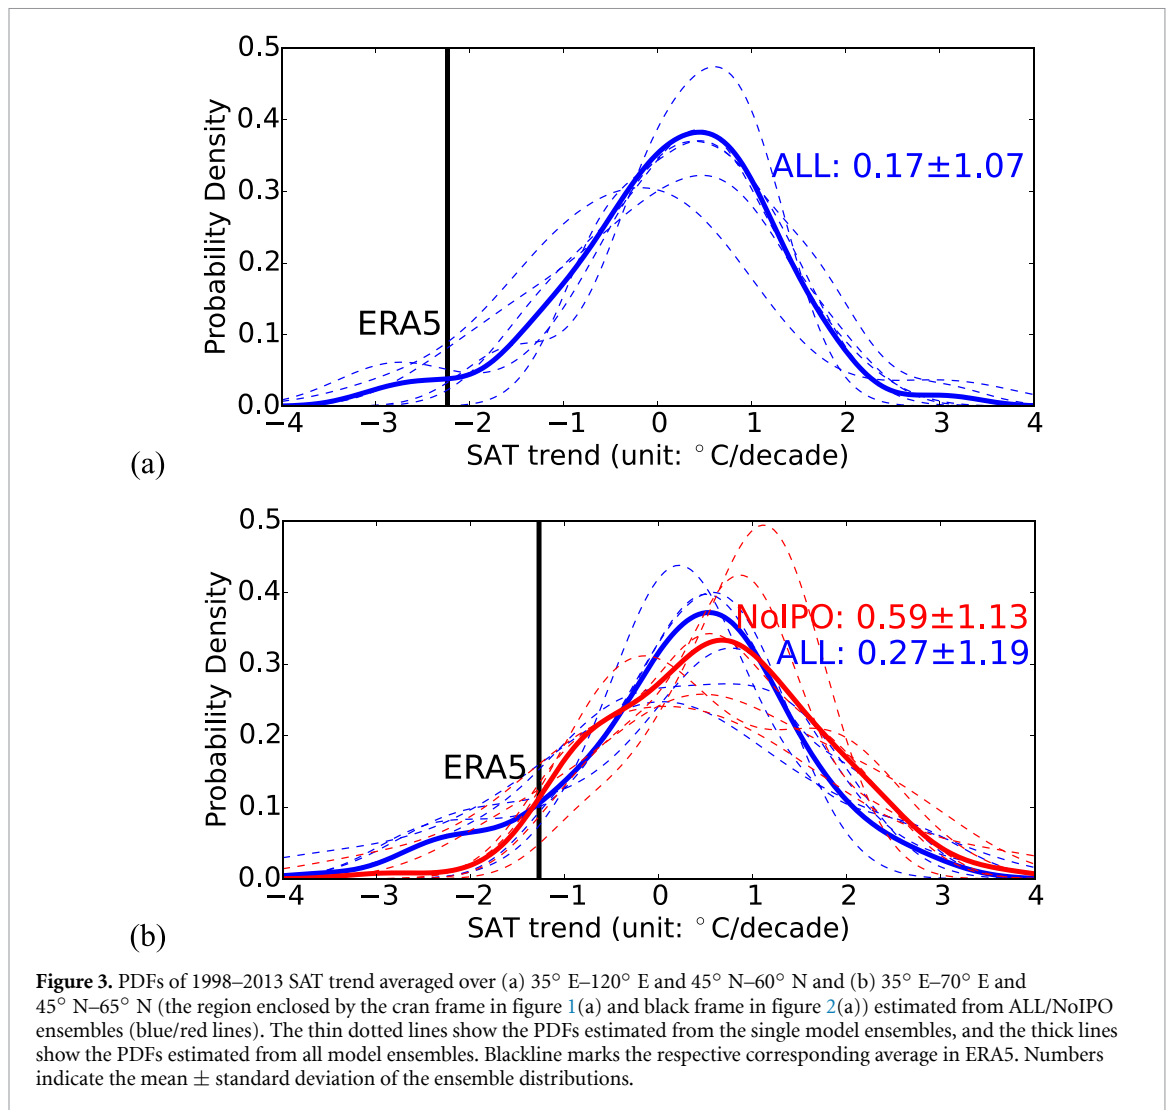 0.5
0.4
0.3
0.2
0.1
0.0
Probability Density
ALL: 0.17±1.07
ERA5
−4 −3 −2 −1 0 1 2 3 4
SAT trend (unit: °C/decade)
(a)
0.5
0.4
0.3
0.2
0.1
0.0
Probability Density
NoIPO: 0.59±1.13
ALL: 0.27±1.19
ERA5
−4 −3 −2 −1 0 1 2 3 4
SAT trend (unit: °C/decade)
(b)
Figure 3. PDFs of 1998–2013 SAT trend averaged over (a) 35° E–120° E and 45° N–60° N and (b) 35° E–70° E and
45° N–65° N (the region enclosed by the cran frame in figure 1(a) and black frame in figure 2(a)) estimated from ALL/NoIPO
ensembles (blue/red lines). The thin dotted lines show the PDFs estimated from the single model ensembles, and the thick lines
show the PDFs estimated from all model ensembles. Blackline marks the respective corresponding average in ERA5. Numbers
indicate the mean ± standard deviation of the ensemble distributions.